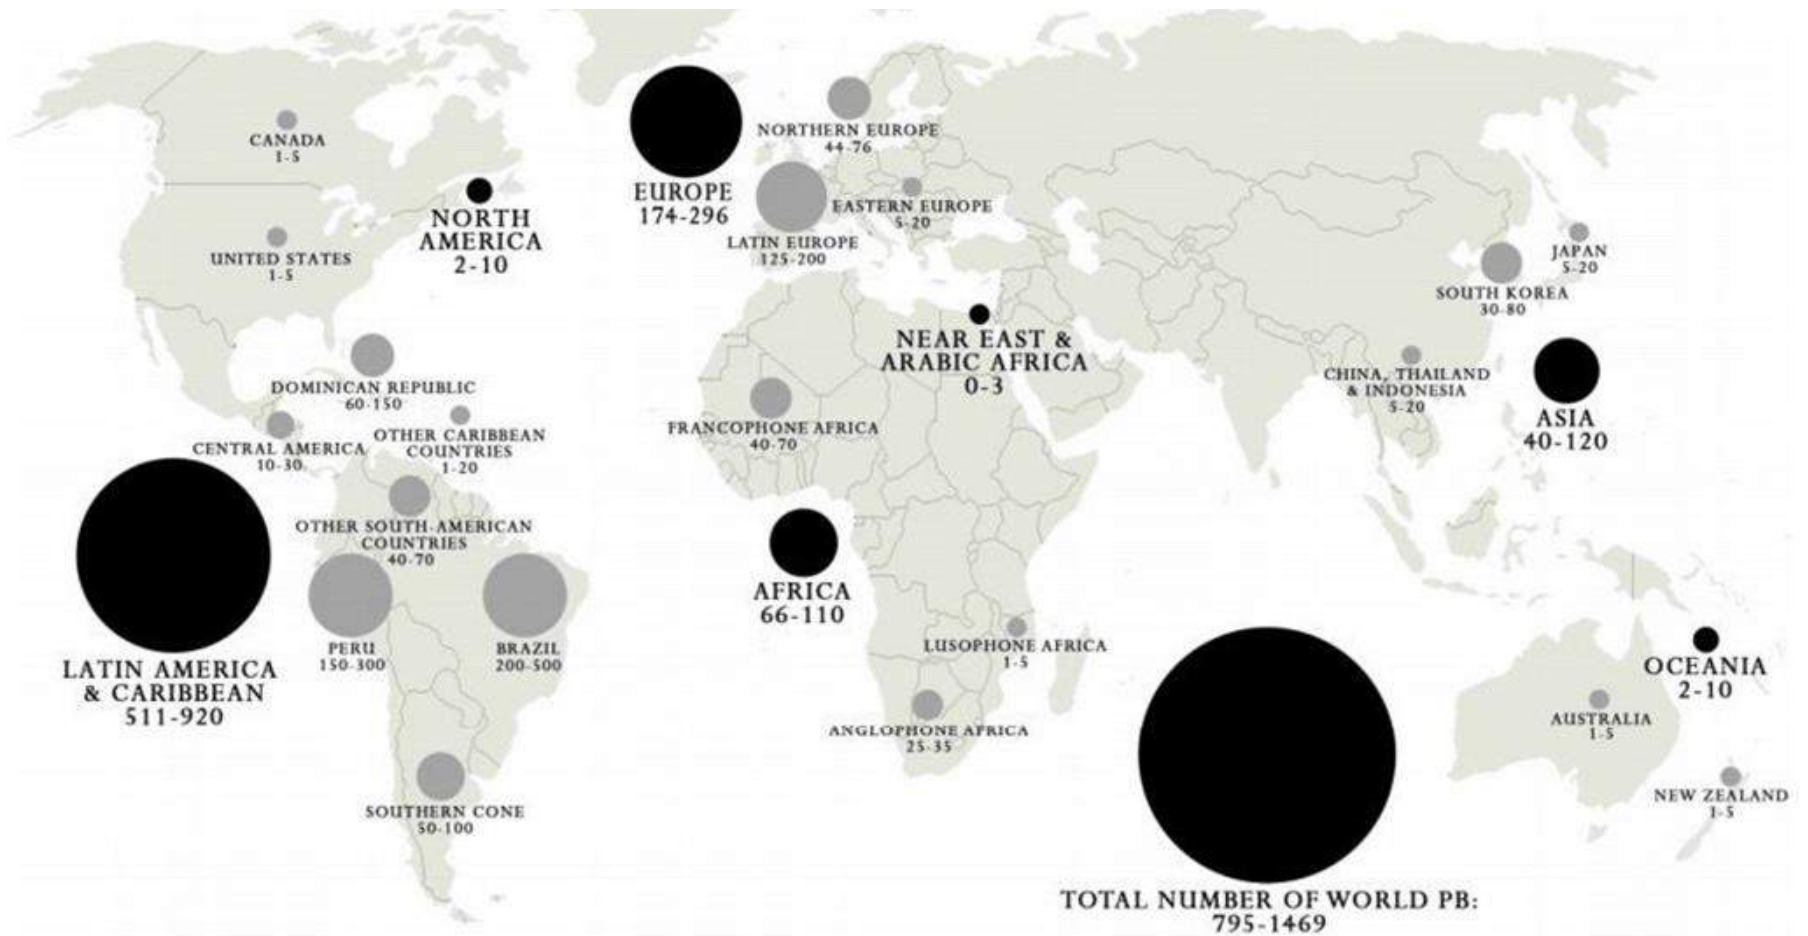 CANADA
1-5
NORTH
AMERICA
2-10
UNITED STATES
1-5
DOMINICAN REPUBLIC
60-150
OTHER CARIBBEAN
COUNTRIES
1-20
CENTRAL AMERICA
10-30
LATIN AMERICA
& CARIBBEAN
511-920
OTHER SOUTH-AMERICAN
COUNTRIES
40-70
PERU
150-300
BRAZIL
200-500
SOUTHERN CONE
50-100
EUROPE
174-296
NORTHERN EUROPE
44-76
EASTERN EUROPE
5-20
LATIN EUROPE
125-200
NEAR EAST &
ARABIC AFRICA
0-3
FRANCOPHONE AFRICA
40-70
AFRICA
66-110
LUSOPHONE AFRICA
1-5
ANGLOPHONE AFRICA
25-35
JAPAN
5-20
SOUTH KOREA
30-80
CHINA, THAILAND
& INDONESIA
5-20
ASIA
40-120
OCEANIA
2-10
AUSTRALIA
1-5
NEW ZEALAND
1-5
TOTAL NUMBER OF WORLD PB:
795-1469